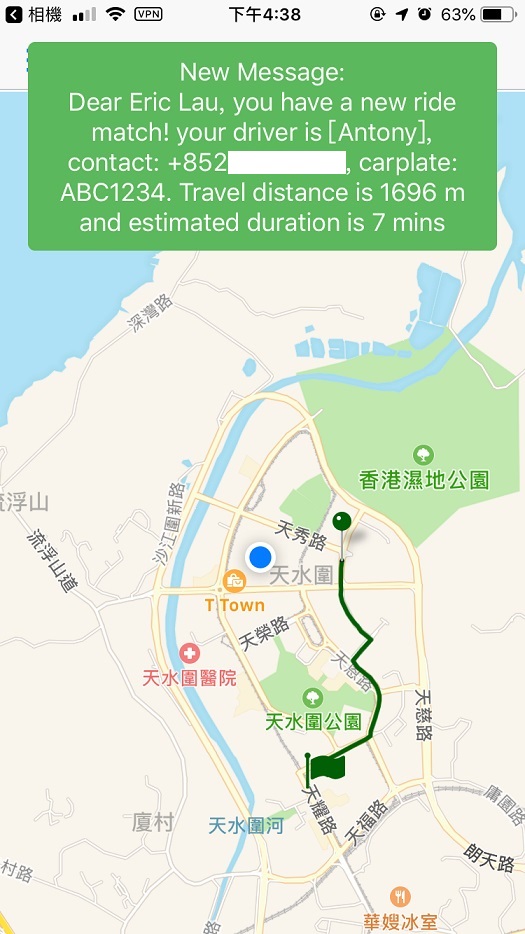 相機 VPN 下午4:38 63%
New Message:
Dear Eric Lau, you have a new ride
match! your driver is [Antony],
contact: +852 , carplate:
ABC1234. Travel distance is 1696 m
and estimated duration is 7 mins
深灣路
香港濕地公園
流浮山
沙江圍新路
天秀路
流浮山道
天水圍
T.Town
天榮路
天水圍醫院
天恩路
天水圍公園
天慈路
天耀路
廈村
天水圍河
天福路
庸園路
朗天路
村路
華嫂冰室
路